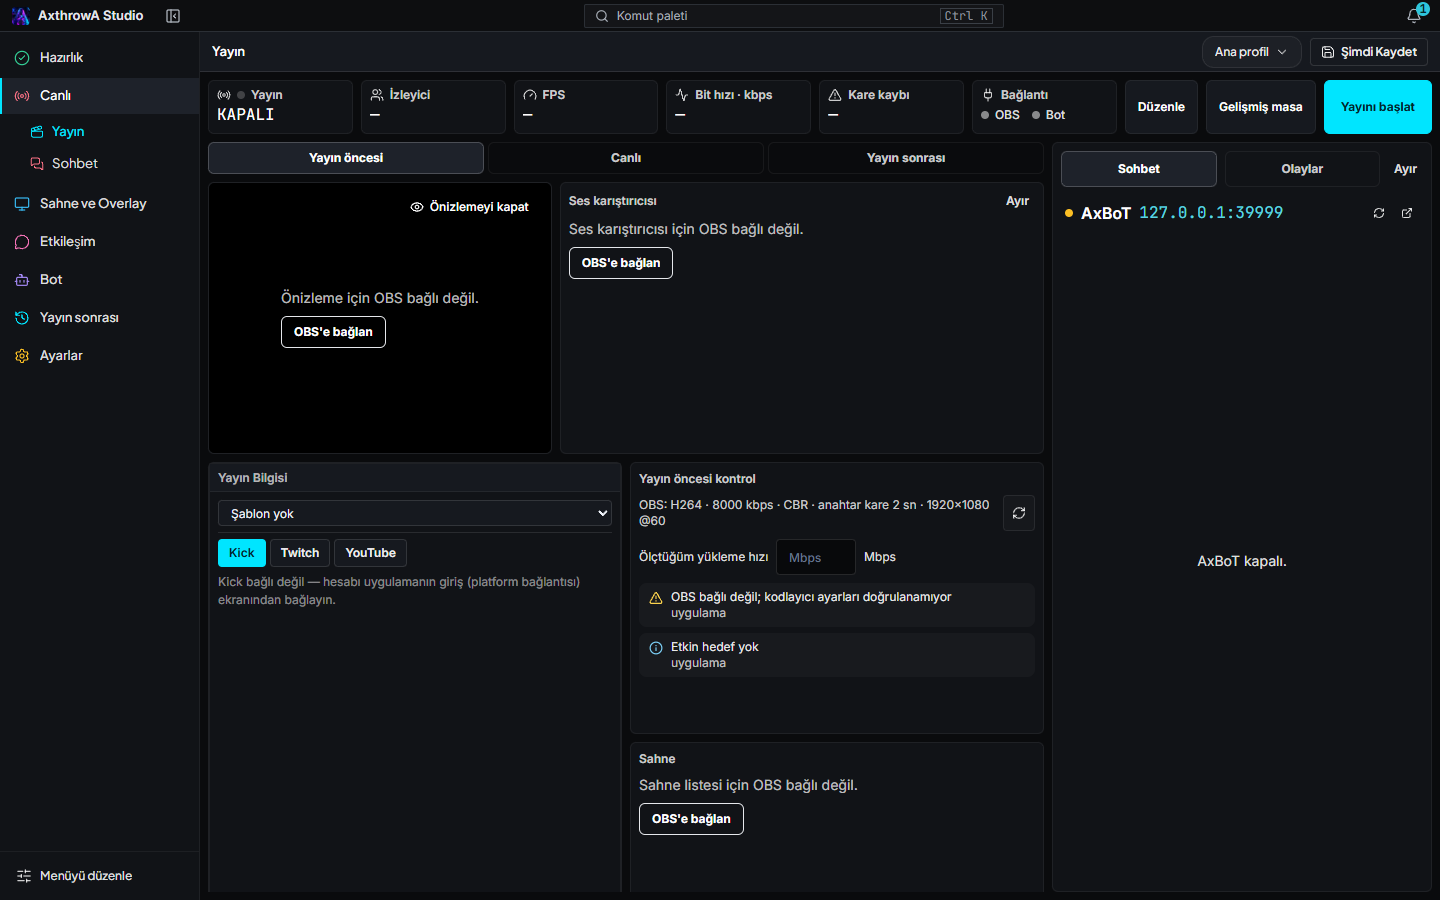 AxthrowA Studio
Komut paleti
Ctrl K
1
Hazırlık
Canlı
Yayın
Sohbet
Sahne ve Overlay
Etkileşim
Bot
Yayın sonrası
Ayarlar
Menüyü düzenle
Yayın
Ana profil
Şimdi Kaydet
Yayın
KAPALI
İzleyici
—
FPS
—
Bit hızı · kbps
—
Kare kaybı
—
Bağlantı
OBS Bot
Düzenle
Gelişmiş masa
Yayını başlat
Yayın öncesi
Canlı
Yayın sonrası
Önizlemeyi kapat
Önizleme için OBS bağlı değil.
OBS'e bağlan
Ses karıştırıcısı
Ayır
Ses karıştırıcısı için OBS bağlı değil.
OBS'e bağlan
Yayın Bilgisi
Şablon yok
Kick
Twitch
YouTube
Kick bağlı değil — hesabı uygulamanın giriş (platform bağlantısı)
ekranından bağlayın.
Yayın öncesi kontrol
OBS: H264 · 8000 kbps · CBR · anahtar kare 2 sn · 1920×1080
@60
Ölçtüğüm yükleme hızı
Mbps
Mbps
OBS bağlı değil; kodlayıcı ayarları doğrulanamıyor
uygulama
Etkin hedef yok
uygulama
Sahne
Sahne listesi için OBS bağlı değil.
OBS'e bağlan
Sohbet
Olaylar
Ayır
AxBoT 127.0.0.1:39999
AxBoT kapalı.